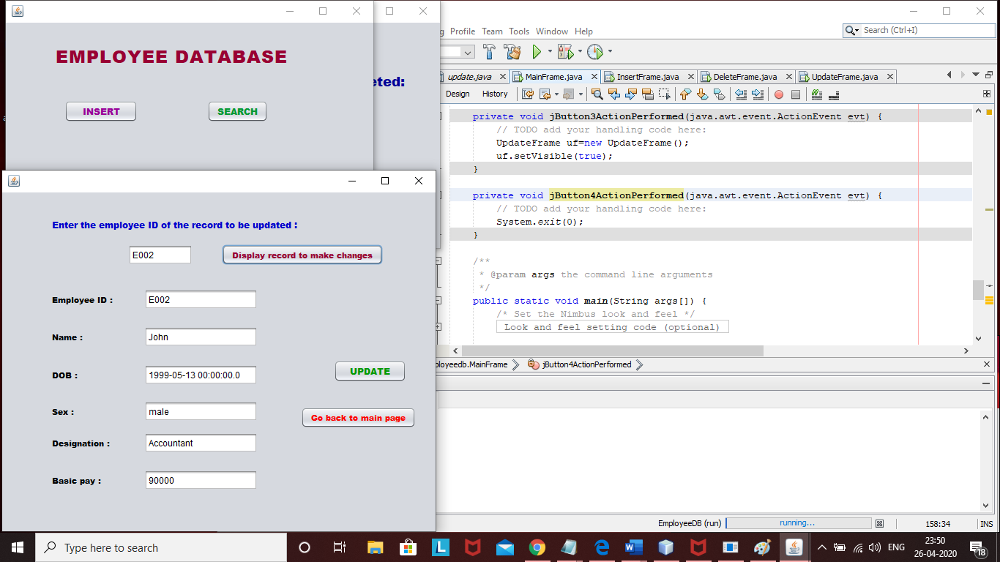 EMPLOYEE DATABASE
INSERT
SEARCH
eted:
Enter the employee ID of the record to be updated :
E002
Display record to make changes
Employee ID :
E002
Name :
John
DOB :
1999-05-13 00:00:00.0
UPDATE
Sex :
male
Go back to main page
Designation :
Accountant
Basic pay :
90000
g Profile Team Tools Window Help
Search (Ctrl+I)
update.java
MainFrame.java
InsertFrame.java
DeleteFrame.java
UpdateFrame.java
Design History
private void jButton3ActionPerformed(java.awt.event.ActionEvent evt) {
// TODO add your handling code here:
UpdateFrame uf=new UpdateFrame();
uf.setVisible(true);
}
private void jButton4ActionPerformed(java.awt.event.ActionEvent evt) {
// TODO add your handling code here:
System.exit(0);
}
/**
* @param args the command line arguments
*/
public static void main(String args[]) {
/* Set the Nimbus look and feel */
Look and feel setting code (optional)
ployeedb.MainFrame
jButton4ActionPerformed
EmployeeDB (run)
running...
158:34
INS
Type here to search
L
W
ENG
23:50
26-04-2020
18